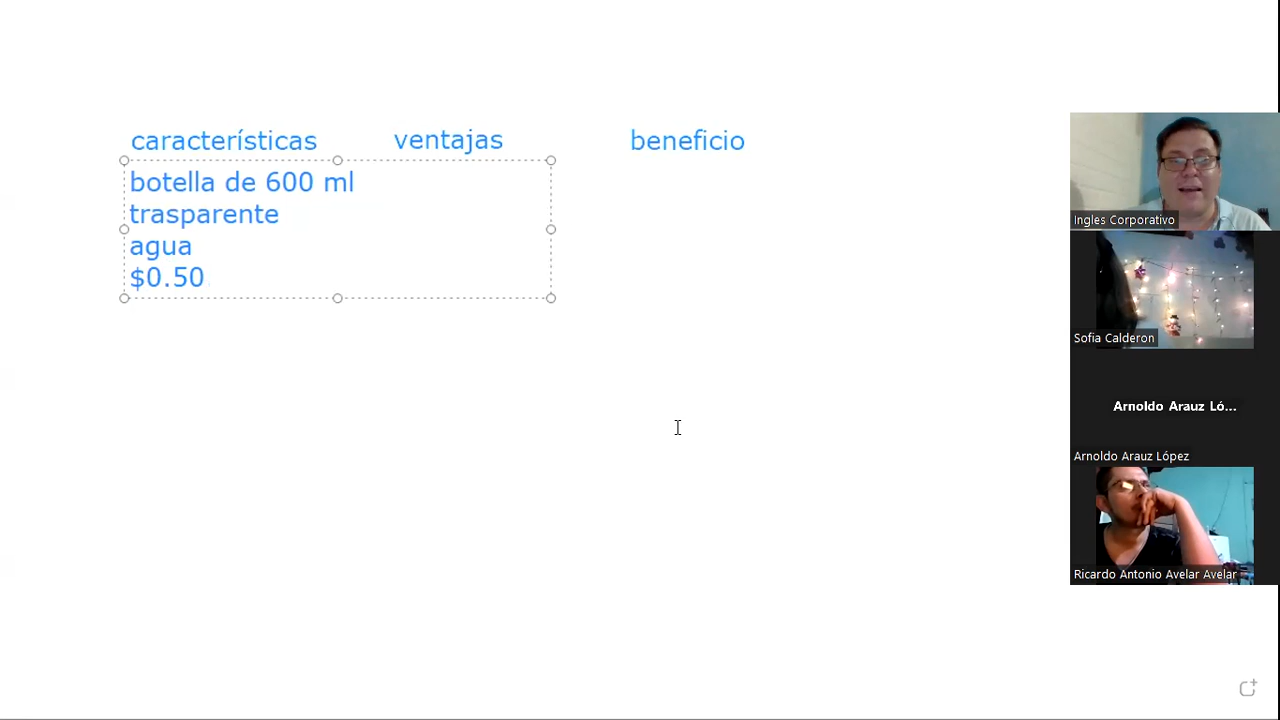 características ventajas beneficio
botella de 600 ml
trasparente
agua
$0.50
Ingles Corporativo
Sofia Calderon
Arnoldo Arauz Ló...
Arnoldo Arauz López
Ricardo Antonio Avelar Avelar